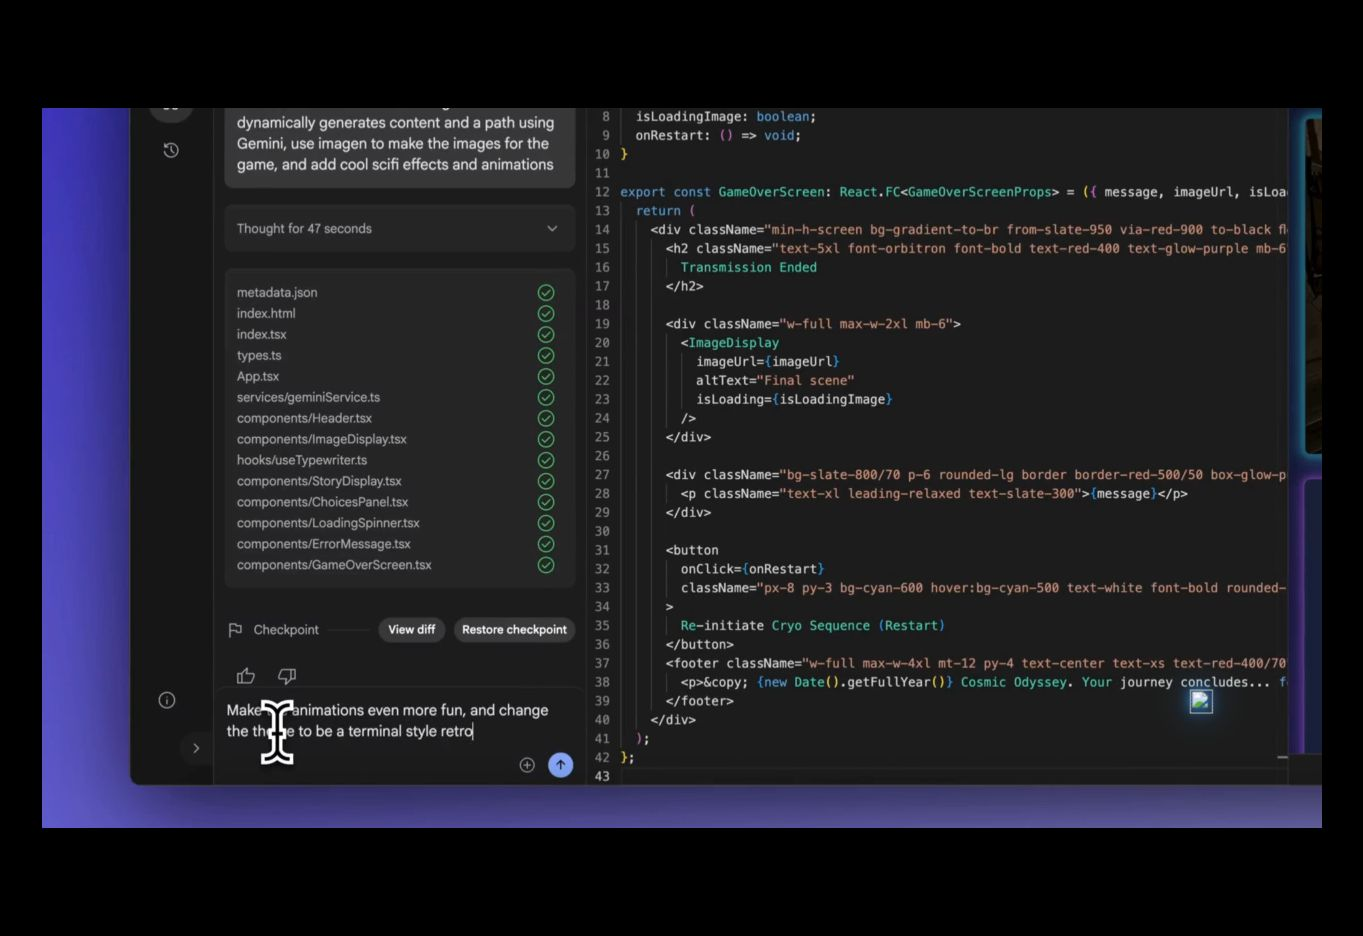 dynamically generates content and a path using
Gemini, use imagen to make the images for the
game, and add cool scifi effects and animations
Thought for 47 seconds
metadata.json
index.html
index.tsx
types.ts
App.tsx
services/geminiService.ts
components/Header.tsx
components/ImageDisplay.tsx
hooks/useTypewriter.ts
components/StoryDisplay.tsx
components/ChoicesPanel.tsx
components/LoadingSpinner.tsx
components/ErrorMessage.tsx
components/GameOverScreen.tsx
Checkpoint View diff Restore checkpoint
Make animations even more fun, and change
the to be a terminal style retro
8 isLoadingImage: boolean;
9 onRestart: () => void;
10 }
11
12 export const GameOverScreen: React.FC<GameOverScreenProps> = ({ message, imageUrl, isLoa
13 return (
14 <div className="min-h-screen bg-gradient-to-br from-slate-950 via-red-900 to-black fl
15 <h2 className="text-5xl font-orbitron font-bold text-red-400 text-glow-purple mb-6
16 Transmission Ended
17 </h2>
18
19 <div className="w-full max-w-2xl mb-6">
20 <ImageDisplay
21 imageUrl={imageUrl}
22 altText="Final scene"
23 isLoading={isLoadingImage}
24 />
25 </div>
26
27 <div className="bg-slate-800/70 p-6 rounded-lg border border-red-500/50 box-glow-p
28 <p className="text-xl leading-relaxed text-slate-300">{message}</p>
29 </div>
30
31 <button
32 onClick={onRestart}
33 className="px-8 py-3 bg-cyan-600 hover:bg-cyan-500 text-white font-bold rounded-
34 >
35 Re-initiate Cryo Sequence (Restart)
36 </button>
37 <footer className="w-full max-w-4xl mt-12 py-4 text-center text-xs text-red-400/70
38 <p>&copy; {new Date().getFullYear()} Cosmic Odyssey. Your journey concludes... f
39 </footer>
40 </div>
41 );
42 };
43